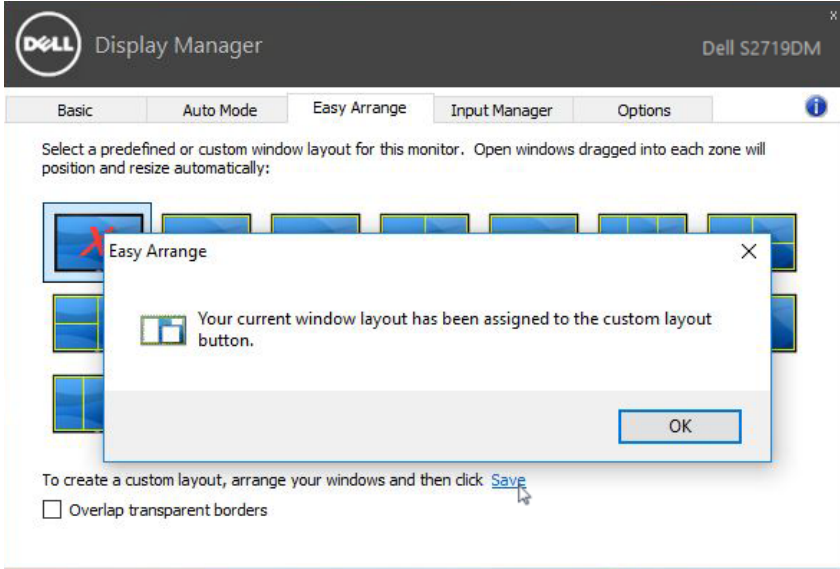 x
DELL
Display Manager
Dell S2719DM
Basic
Auto Mode
Easy Arrange
Input Manager
Options
i
Select a predefined or custom window layout for this monitor. Open windows dragged into each zone will
position and resize automatically:
Easy Arrange
Your current window layout has been assigned to the custom layout
button.
OK
To create a custom layout, arrange your windows and then click Save
Overlap transparent borders